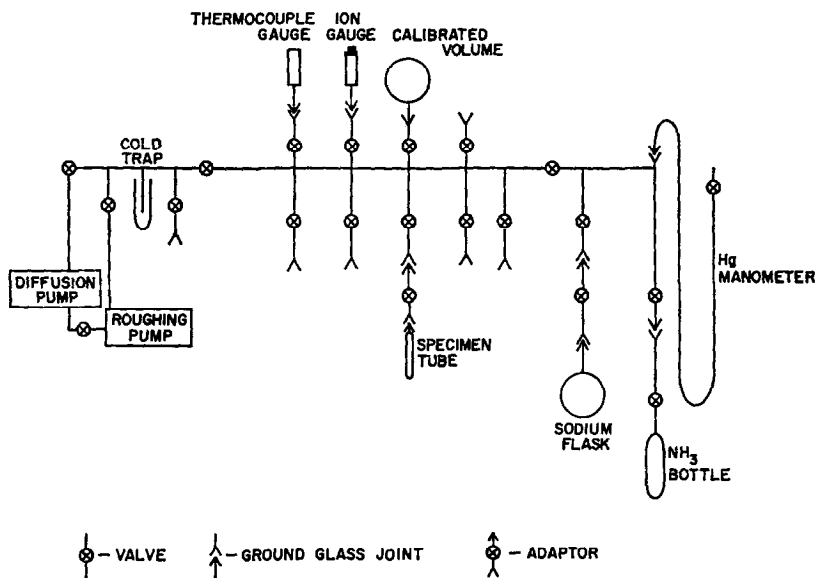 THERMOCOUPLE
GAUGE
ION
GAUGE
CALIBRATED
VOLUME
COLD
TRAP
Hg
MANOMETER
DIFFUSION
PUMP
ROUGHING
PUMP
SPECIMEN
TUBE
SODIUM
FLASK
NH3
BOTTLE
- VALVE
- GROUND GLASS JOINT
- ADAPTOR